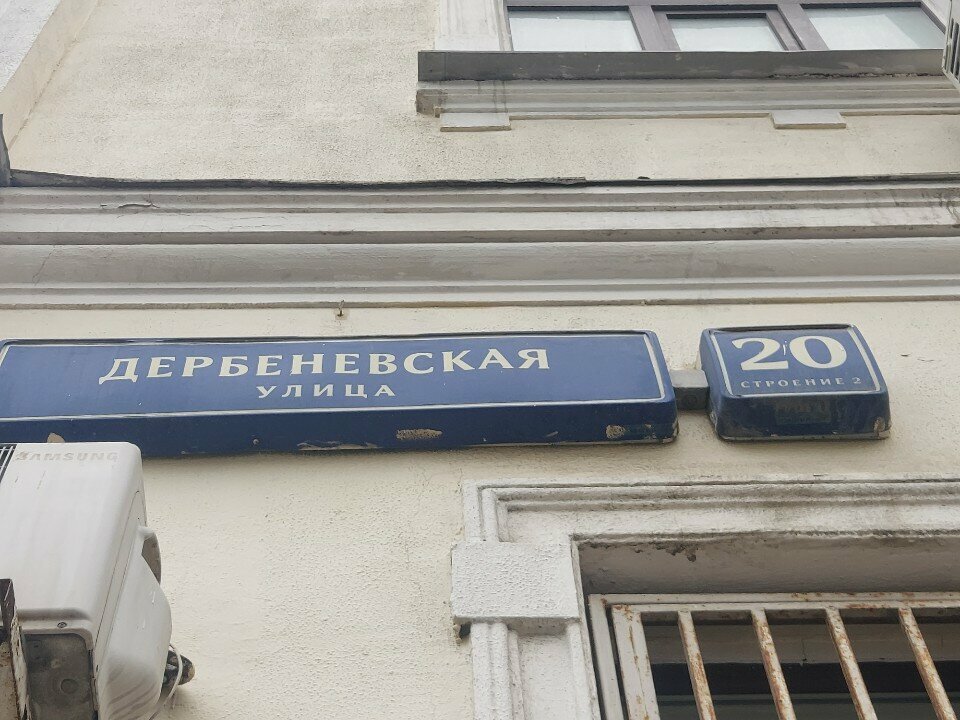 ДЕРБЕНЕВСКАЯ
УЛИЦА
20
СТРОЕНИЕ 2
SAMSUNG